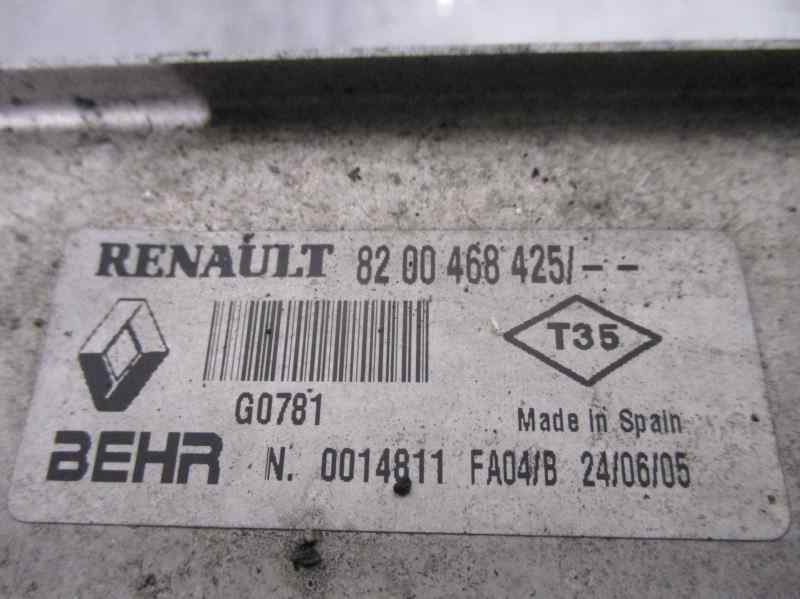 RENAULT 82 00 468 425/--
T35
G0781
Made in Spain
BEHR N. 0014811 FA04/B 24/06/05